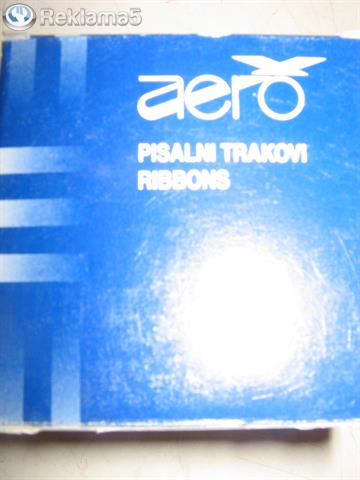 Reklama5
aero
PISALNI TRAKOVI
RIBBONS